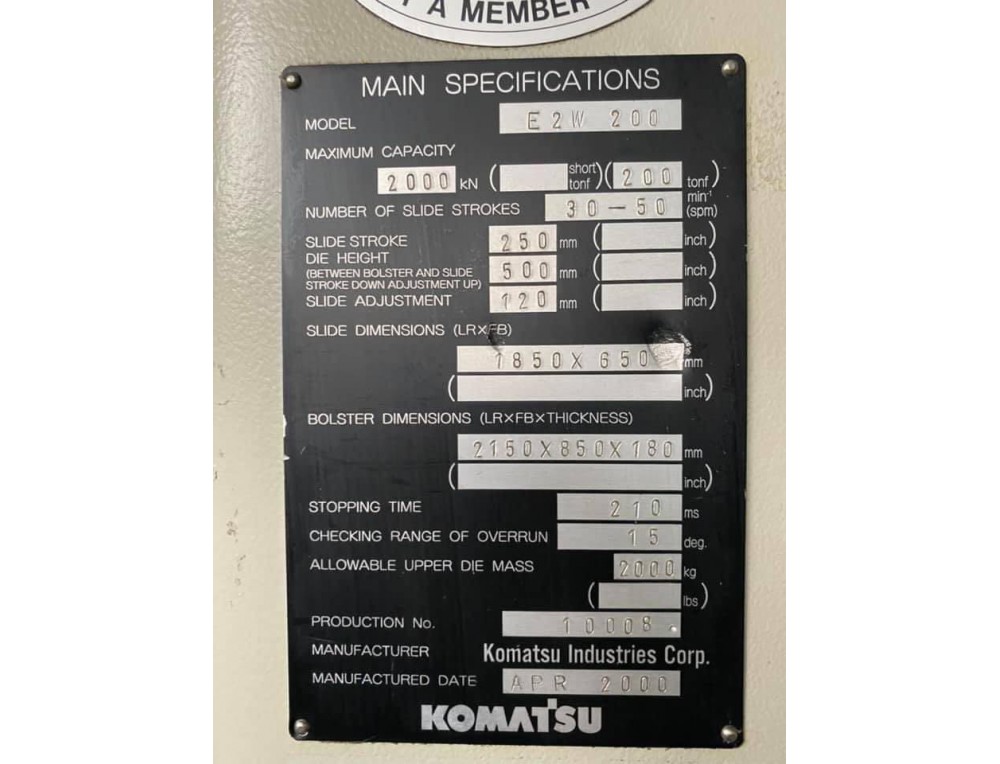 T A MEMBER
MAIN SPECIFICATIONS
MODEL E2W 200
MAXIMUM CAPACITY
2000 kN ( short tonf ) ( 200 tonf )
NUMBER OF SLIDE STROKES 30—50 min⁻¹ (spm)
SLIDE STROKE 250 mm ( inch )
DIE HEIGHT
(BETWEEN BOLSTER AND SLIDE
STROKE DOWN ADJUSTMENT UP) 500 mm ( inch )
SLIDE ADJUSTMENT 120 mm ( inch )
SLIDE DIMENSIONS (LR×FB)
1850X650 mm
( inch )
BOLSTER DIMENSIONS (LR×FB×THICKNESS)
2150X850X180 mm
( inch )
STOPPING TIME 210 ms
CHECKING RANGE OF OVERRUN 15 deg.
ALLOWABLE UPPER DIE MASS 2000 kg
( lbs )
PRODUCTION No. 10008.
MANUFACTURER Komatsu Industries Corp.
MANUFACTURED DATE APR 2000
KOMATSU